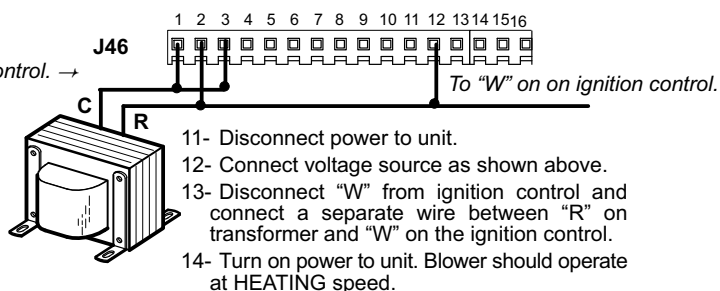 1 2 3 4 5 6 7 8 9 10 11 12 13 14 15 16
J46
ontrol. →
To “W” on on ignition control.
C
R
11- Disconnect power to unit.
12- Connect voltage source as shown above.
13- Disconnect “W” from ignition control and
connect a separate wire between “R” on
transformer and “W” on the ignition control.
14- Turn on power to unit. Blower should operate
at HEATING speed.